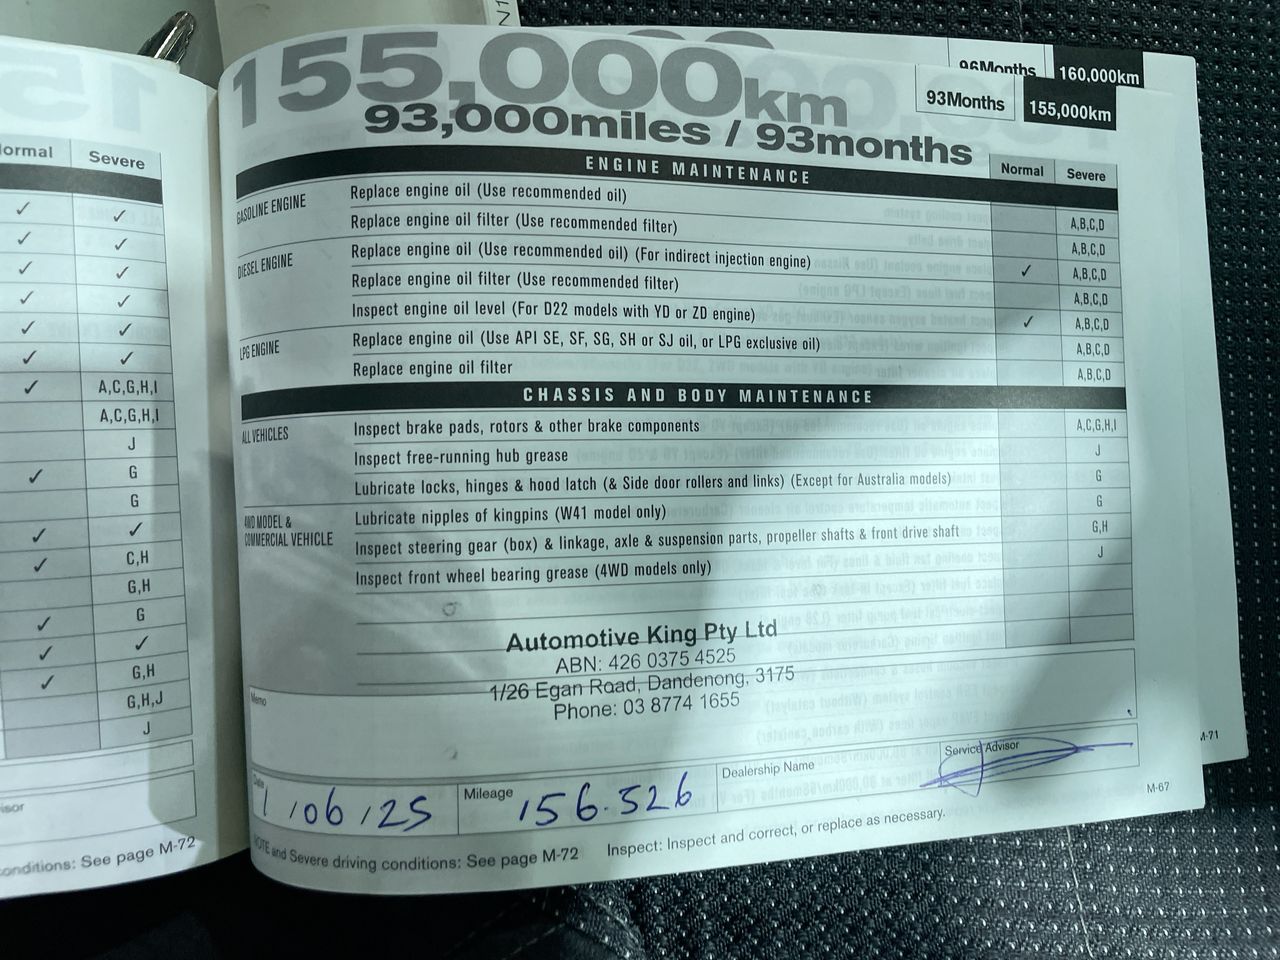 155,000km
93,000miles / 93months
96Months 160,000km
93Months 155,000km
ENGINE MAINTENANCE Normal Severe
GASOLINE ENGINE Replace engine oil (Use recommended oil) A,B,C,D
Replace engine oil filter (Use recommended filter) A,B,C,D
DIESEL ENGINE Replace engine oil (Use recommended oil) (For indirect injection engine) ✓ A,B,C,D
Replace engine oil filter (Use recommended filter) A,B,C,D
Inspect engine oil level (For D22 models with YD or ZD engine) ✓ A,B,C,D
LPG ENGINE Replace engine oil (Use API SE, SF, SG, SH or SJ oil, or LPG exclusive oil) A,B,C,D
Replace engine oil filter A,B,C,D
CHASSIS AND BODY MAINTENANCE
ALL VEHICLES Inspect brake pads, rotors & other brake components A,C,G,H,I
Inspect free-running hub grease J
Lubricate locks, hinges & hood latch (& Side door rollers and links) (Except for Australia models) G
4WD MODEL & COMMERCIAL VEHICLE Lubricate nipples of kingpins (W41 model only) G
Inspect steering gear (box) & linkage, axle & suspension parts, propeller shafts & front drive shaft G,H
Inspect front wheel bearing grease (4WD models only) J
Automotive King Pty Ltd
ABN: 426 0375 4525
1/26 Egan Road, Dandenong, 3175
Phone: 03 8774 1655
Memo
Date 1/06/25 Mileage 156.526 Dealership Name Service Advisor
NOTE and Severe driving conditions: See page M-72 Inspect: Inspect and correct, or replace as necessary.
M-67
M-71
Severe
✓ ✓
✓ ✓
✓ ✓
✓ ✓
✓ ✓
✓ ✓
✓ A,C,G,H,I
A,C,G,H,I
J
✓ G
G
✓ ✓
✓ C,H
G,H
✓ G
✓ ✓
✓ G,H
G,H,J
J
conditions: See page M-72